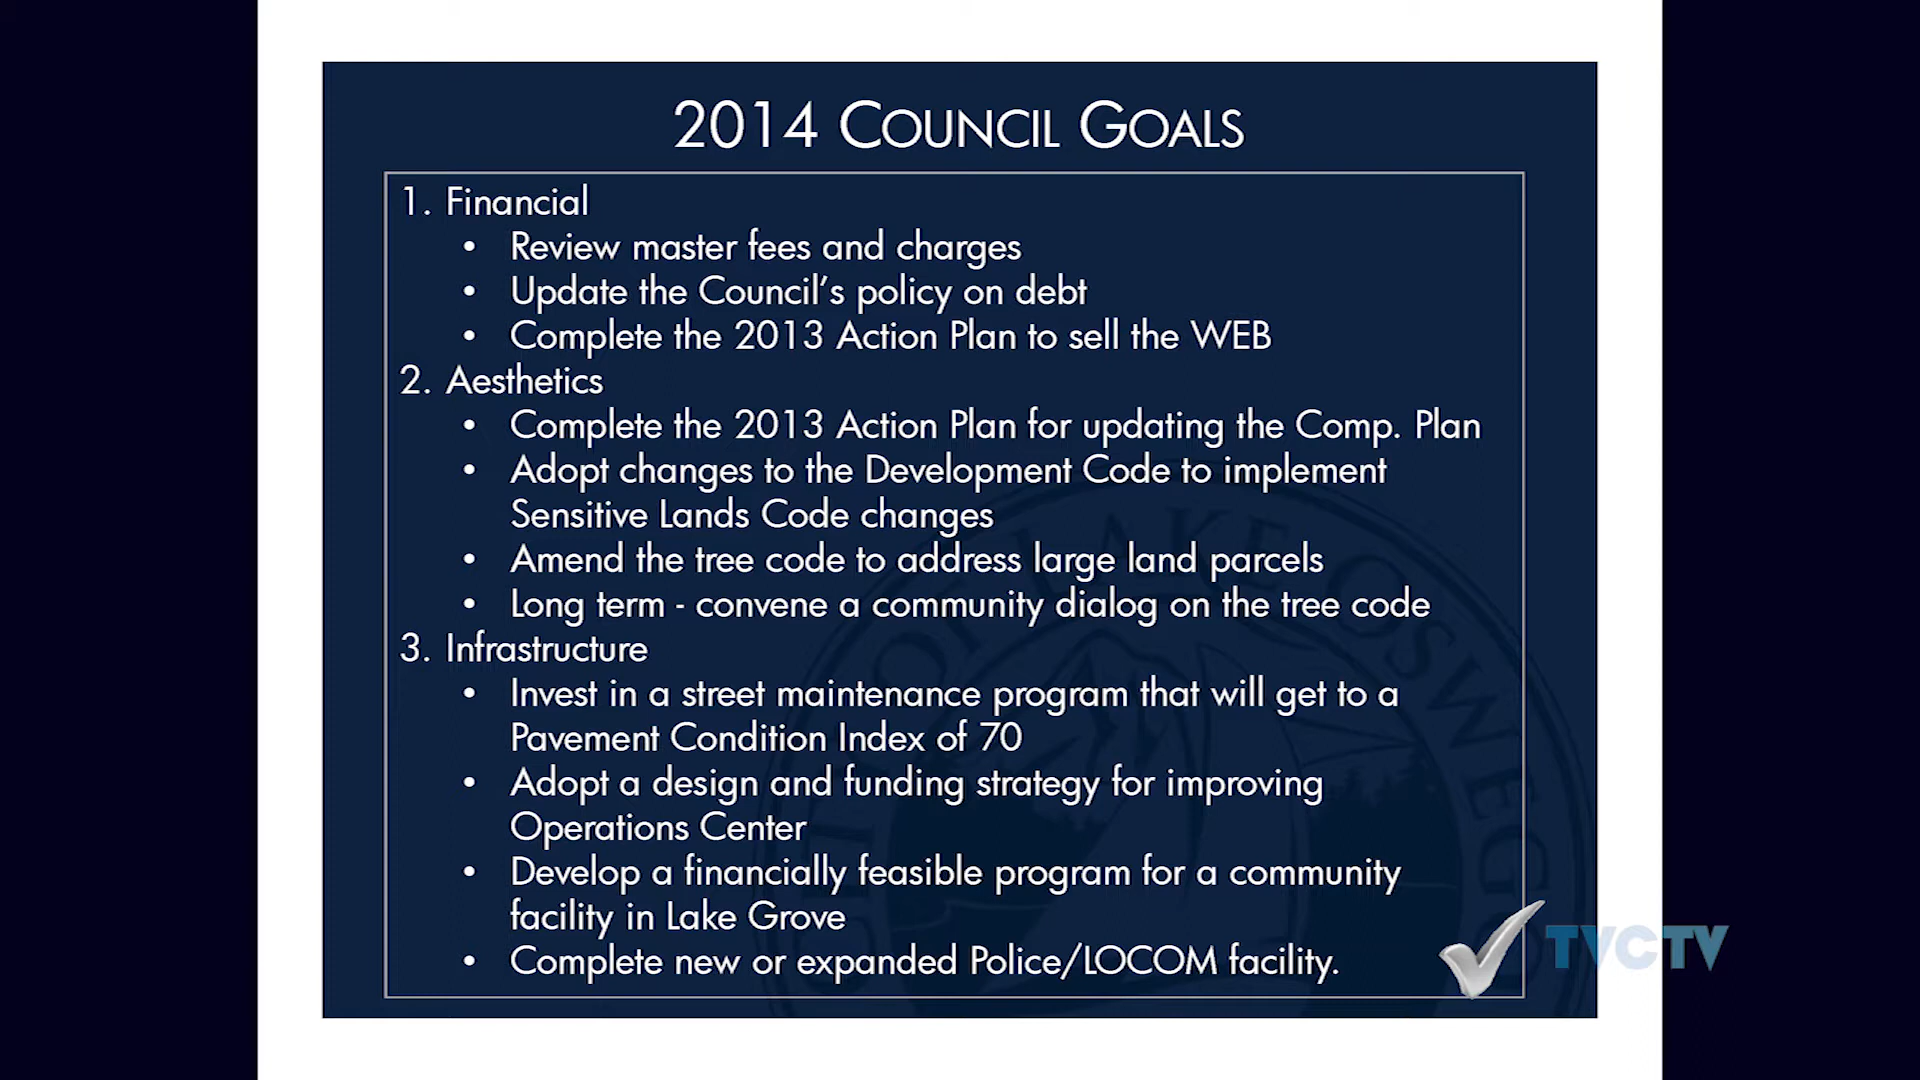 2014 COUNCIL GOALS
1. Financial
• Review master fees and charges
• Update the Council's policy on debt
• Complete the 2013 Action Plan to sell the WEB
2. Aesthetics
• Complete the 2013 Action Plan for updating the Comp. Plan
• Adopt changes to the Development Code to implement
Sensitive Lands Code changes
• Amend the tree code to address large land parcels
• Long term - convene a community dialog on the tree code
3. Infrastructure
• Invest in a street maintenance program that will get to a
Pavement Condition Index of 70
• Adopt a design and funding strategy for improving
Operations Center
• Develop a financially feasible program for a community
facility in Lake Grove
• Complete new or expanded Police/LOCOM facility.
CITY OF LAKE OSWEGO
TVCTV